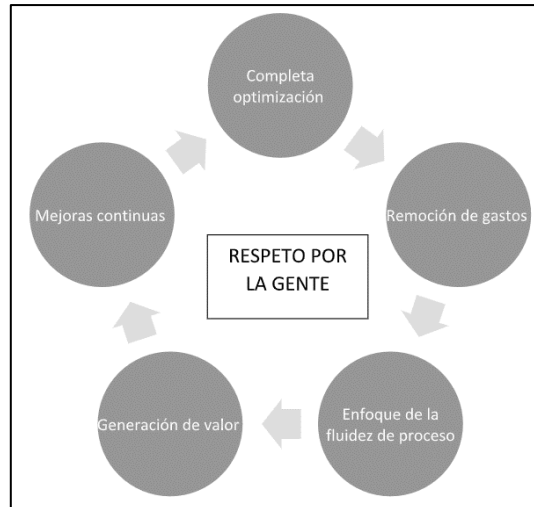 Completa
optimización
Remoción de gastos
Enfoque de la
fluidez de proceso
Generación de valor
Mejoras continuas
RESPETO POR
LA GENTE